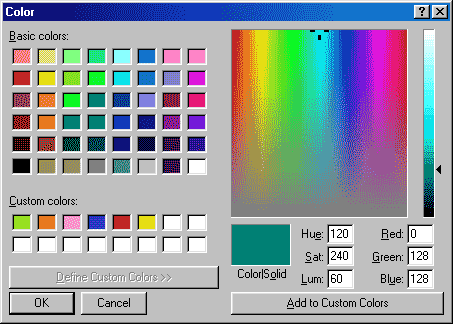 Color
Basic colors:
Custom colors:
Define Custom Colors >>
OK
Cancel
Color|Solid
Hue: 120
Sat: 240
Lum: 60
Red: 0
Green: 128
Blue: 128
Add to Custom Colors